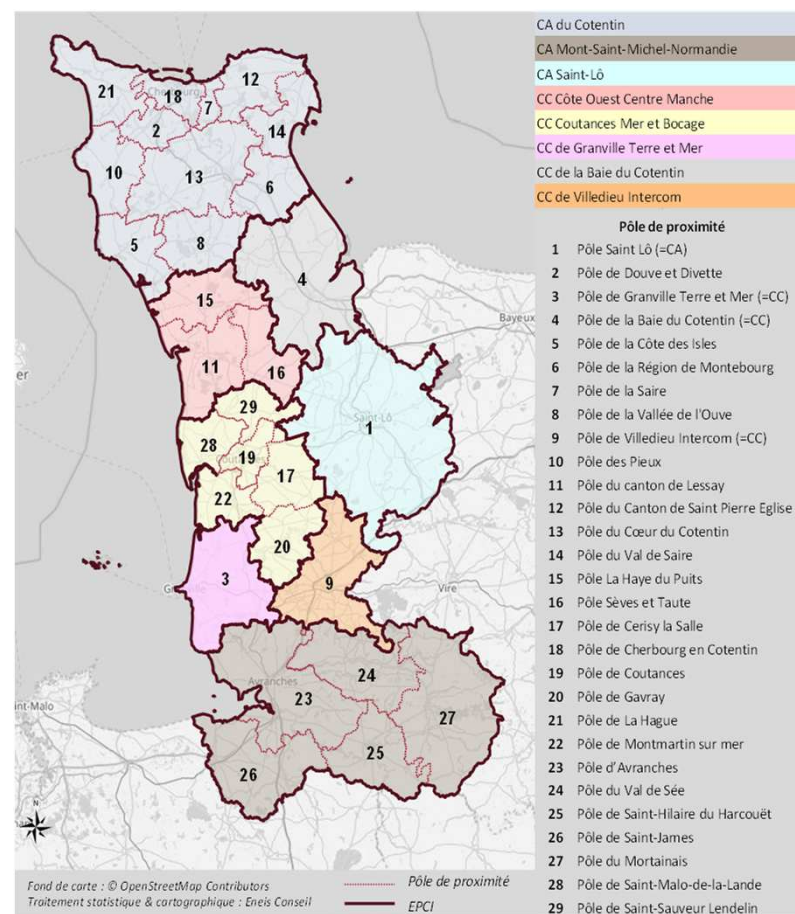 CA du Cotentin
CA Mont-Saint-Michel-Normandie
CA Saint-Lô
CC Côte Ouest Centre Manche
CC Coutances Mer et Bocage
CC de Granville Terre et Mer
CC de la Baie du Cotentin
CC de Villedieu Intercom
Pôle de proximité
1 Pôle Saint Lô (=CA)
2 Pôle de Douve et Divette
3 Pôle de Granville Terre et Mer (=CC)
4 Pôle de la Baie du Cotentin (=CC)
5 Pôle de la Côte des Isles
6 Pôle de la Région de Montebourg
7 Pôle de la Saire
8 Pôle de la Vallée de l'Ouve
9 Pôle de Villedieu Intercom (=CC)
10 Pôle des Pieux
11 Pôle du canton de Lessay
12 Pôle du Canton de Saint Pierre Eglise
13 Pôle du Cœur du Cotentin
14 Pôle du Val de Saire
15 Pôle La Haye du Puits
16 Pôle Sèves et Taute
17 Pôle de Cerisy la Salle
18 Pôle de Cherbourg en Cotentin
19 Pôle de Coutances
20 Pôle de Gavray
21 Pôle de La Hague
22 Pôle de Montmartin sur mer
23 Pôle d'Avranches
24 Pôle du Val de Sée
25 Pôle de Saint-Hilaire du Harcouët
26 Pôle de Saint-James
27 Pôle du Mortainais
28 Pôle de Saint-Malo-de-la-Lande
29 Pôle de Saint-Sauveur Lendelin
12
21
18
7
2
14
10
13
6
5
8
4
15
Bayeux
11
16
29
Saint-Lô
1
28
19
17
22
20
3
9
Vire
24
Avranches
23
27
int-Malo
25
26
N
Fond de carte : © OpenStreetMap Contributors
Traitement statistique & cartographique : Eneis Conseil
Pôle de proximité
EPCI